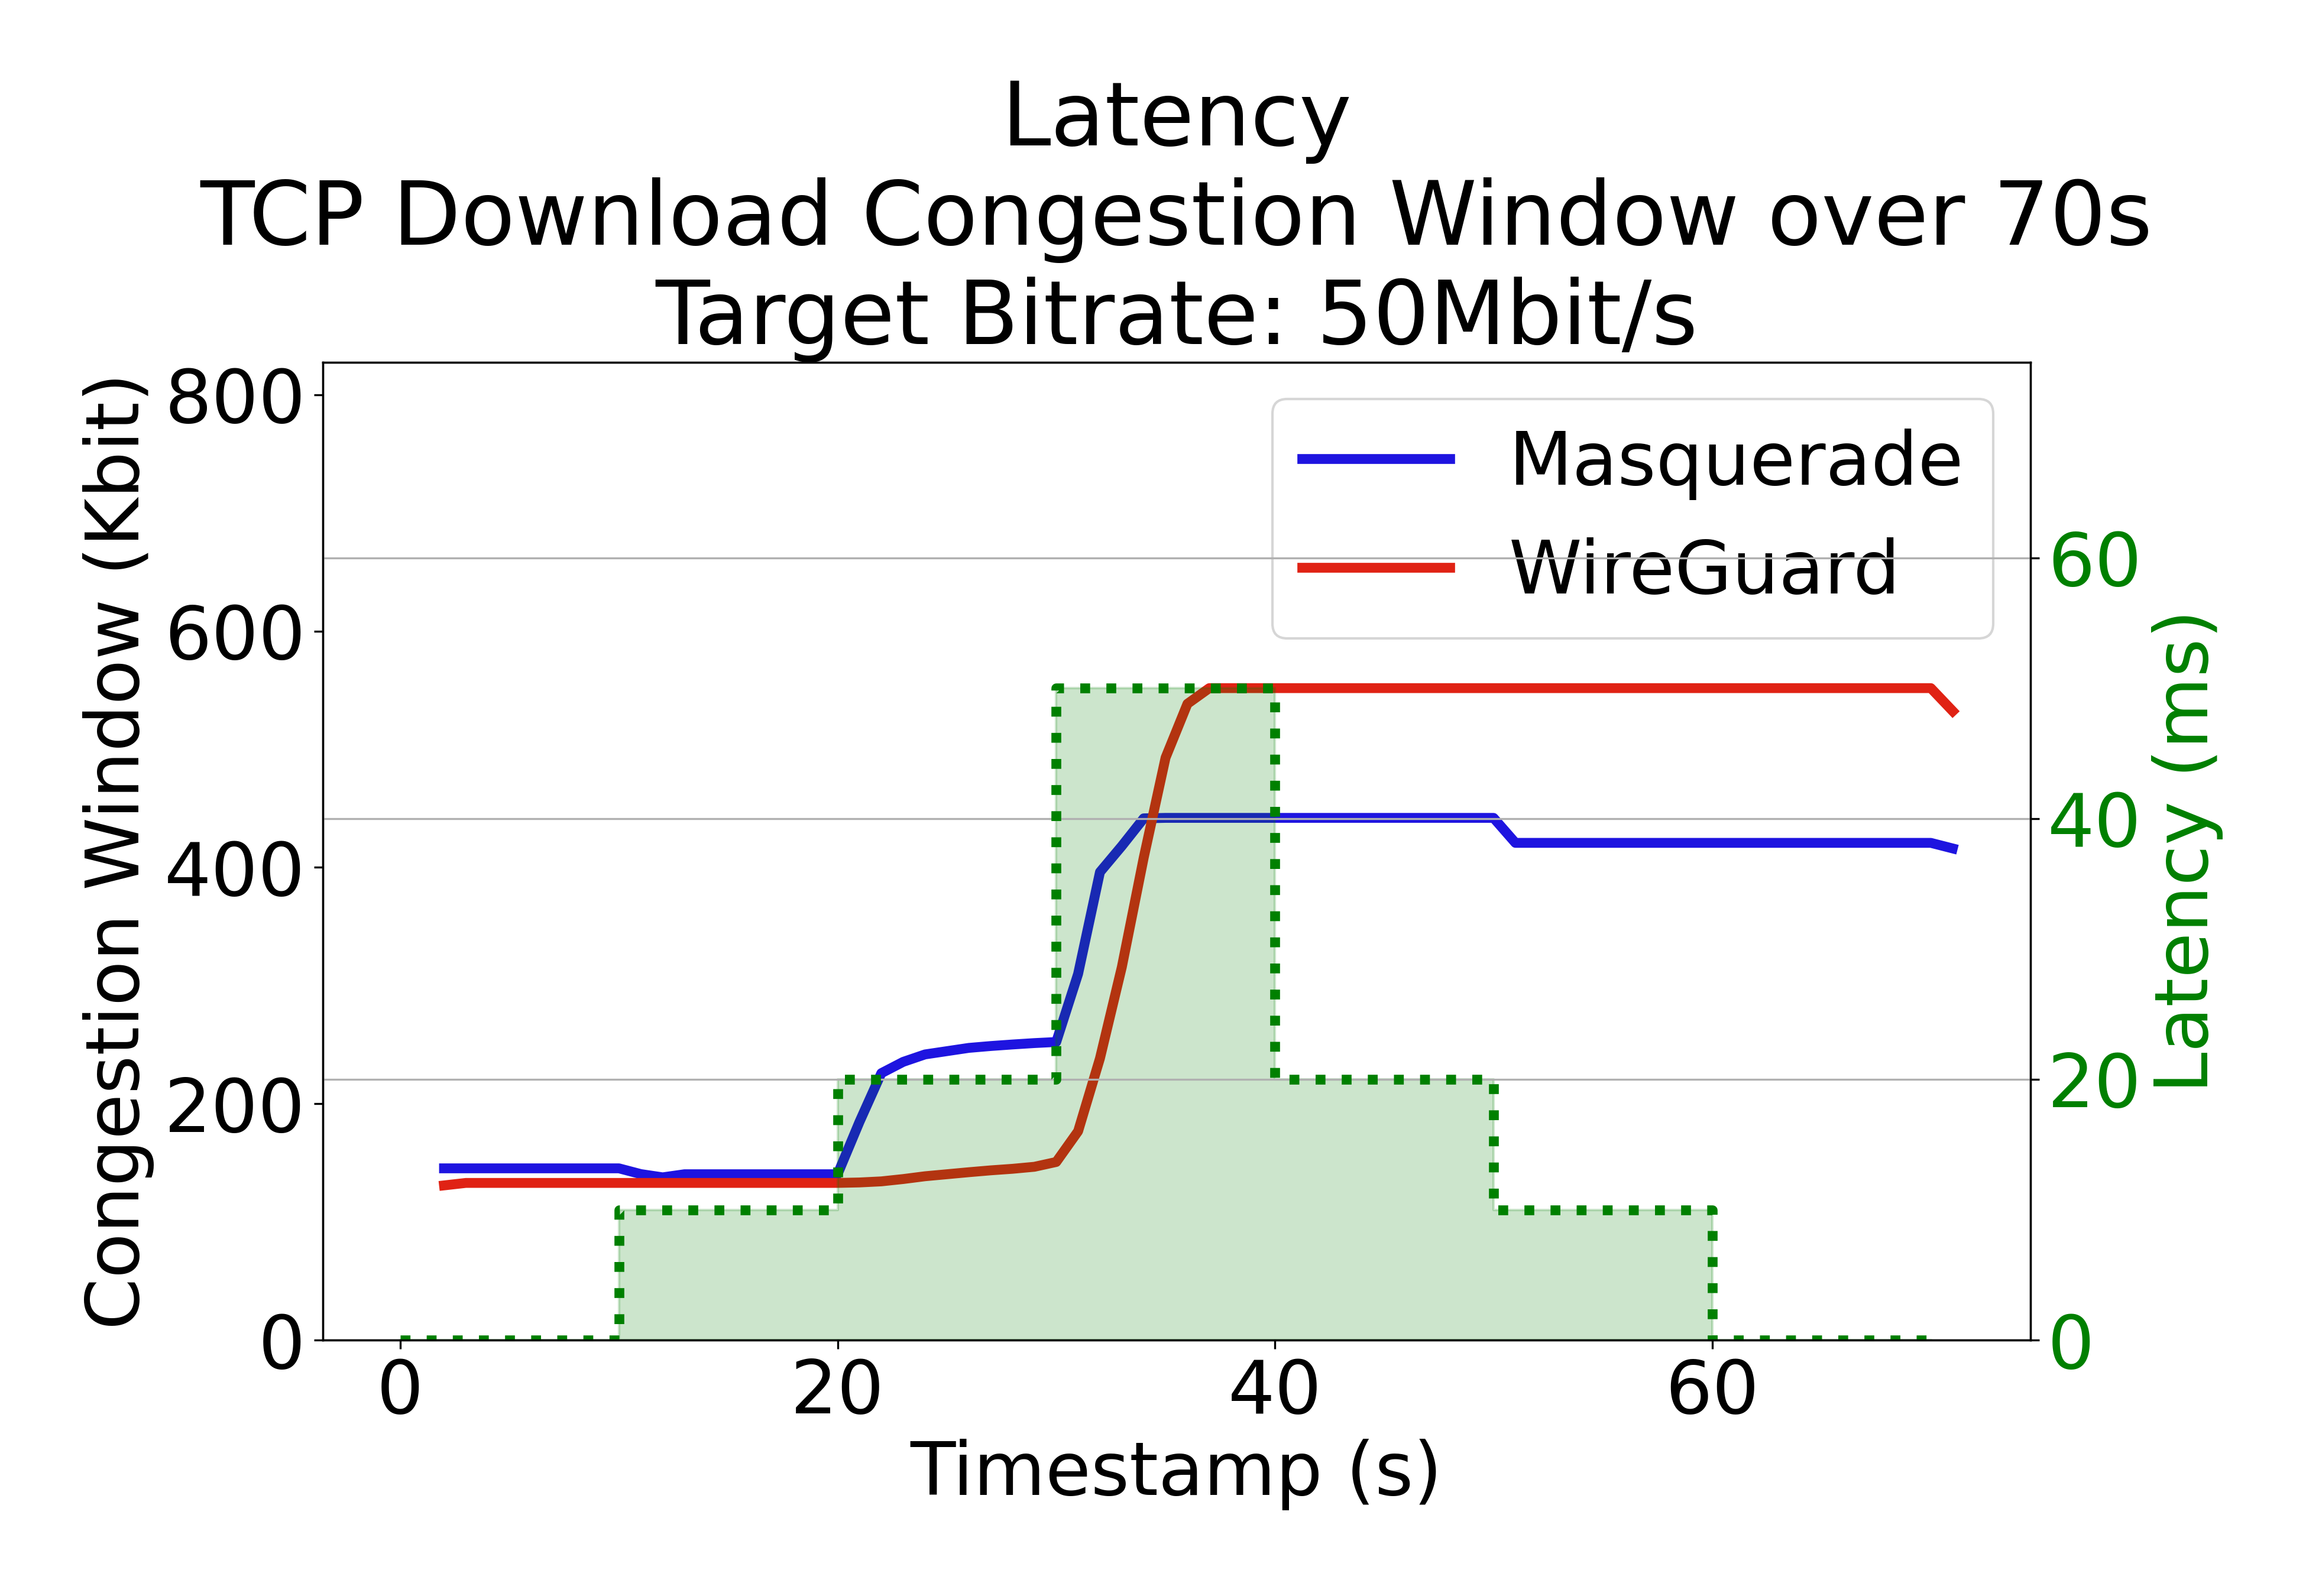 Latency
TCP Download Congestion Window over 70s
Target Bitrate: 50Mbit/s
Congestion Window (Kbit)
800
600
400
200
0
Masquerade
WireGuard
60
40
20
0
Latency (ms)
0 20 40 60
Timestamp (s)